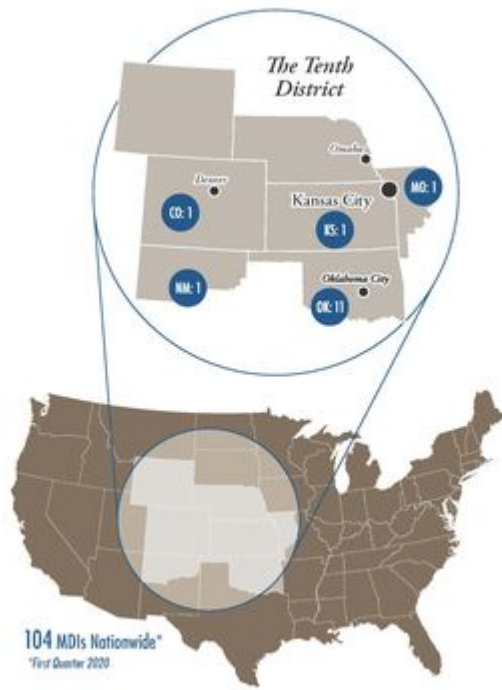 The Tenth
District
Omaha
Denver
MO: 1
Kansas City
CO: 1
KS: 1
Oklahoma City
NM: 1
OK: 11
104 MDIs Nationwide*
*First Quarter 2020